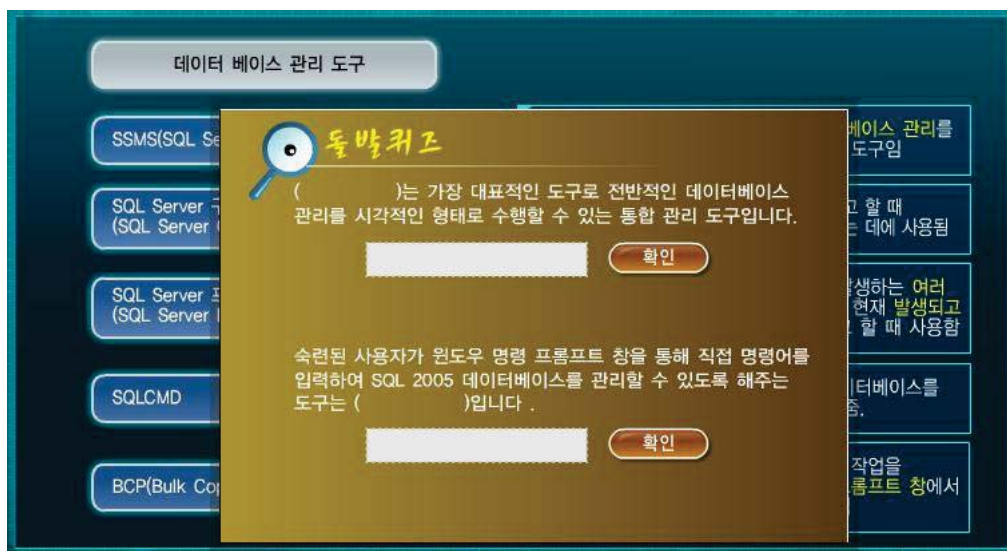 데이터 베이스 관리 도구
SSMS(SQL
베이스 관리를
도구임
돌발퀴즈
( )는 가장 대표적인 도구로 전반적인 데이터베이스
관리를 시각적인 형태로 수행할 수 있는 통합 관리 도구입니다.
확인
SQL Server
(SQL Server
고 할 때
는 데에 사용됨
SQL Server
(SQL Server
발생하는 여러
현재 발생되고
할 때 사용함
숙련된 사용자가 윈도우 명령 프롬프트 창을 통해 직접 명령어를
입력하여 SQL 2005 데이터베이스를 관리할 수 있도록 해주는
도구는 ( )입니다 .
확인
SQLCMD
데이터베이스를
BCP(Bulk
작업을
롬프트 창에서